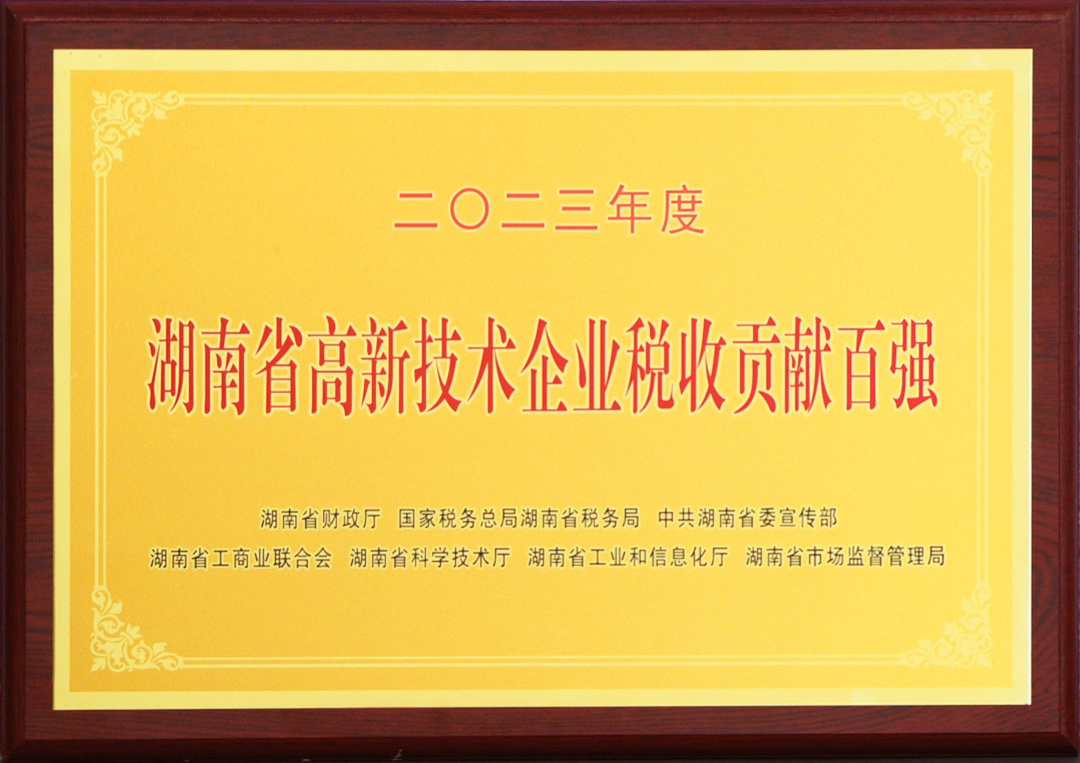 二〇二三年度
湖南省高新技术企业税收贡献百强
湖南省财政厅 国家税务总局湖南省税务局 中共湖南省委宣传部
湖南省工商业联合会 湖南省科学技术厅 湖南省工业和信息化厅 湖南省市场监督管理局